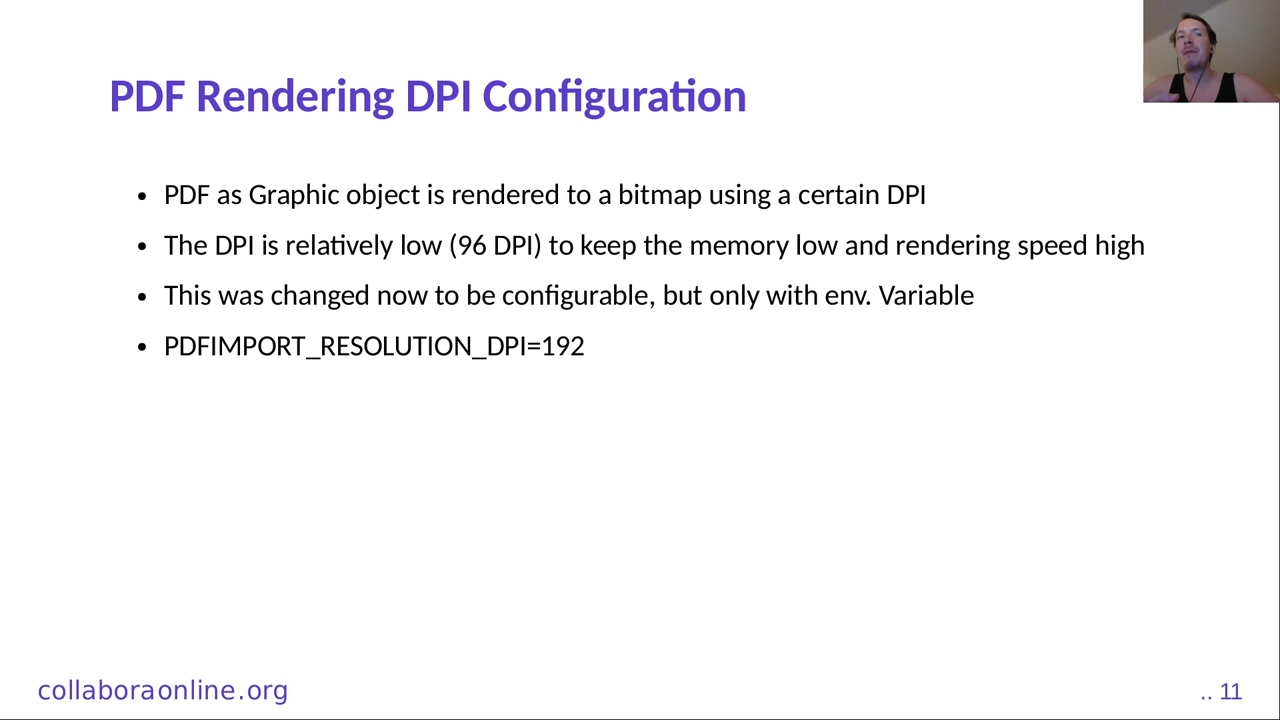 PDF Rendering DPI Configuration
• PDF as Graphic object is rendered to a bitmap using a certain DPI
• The DPI is relatively low (96 DPI) to keep the memory low and rendering speed high
• This was changed now to be configurable, but only with env. Variable
• PDFIMPORT_RESOLUTION_DPI=192
collaboraonline.org
.. 11